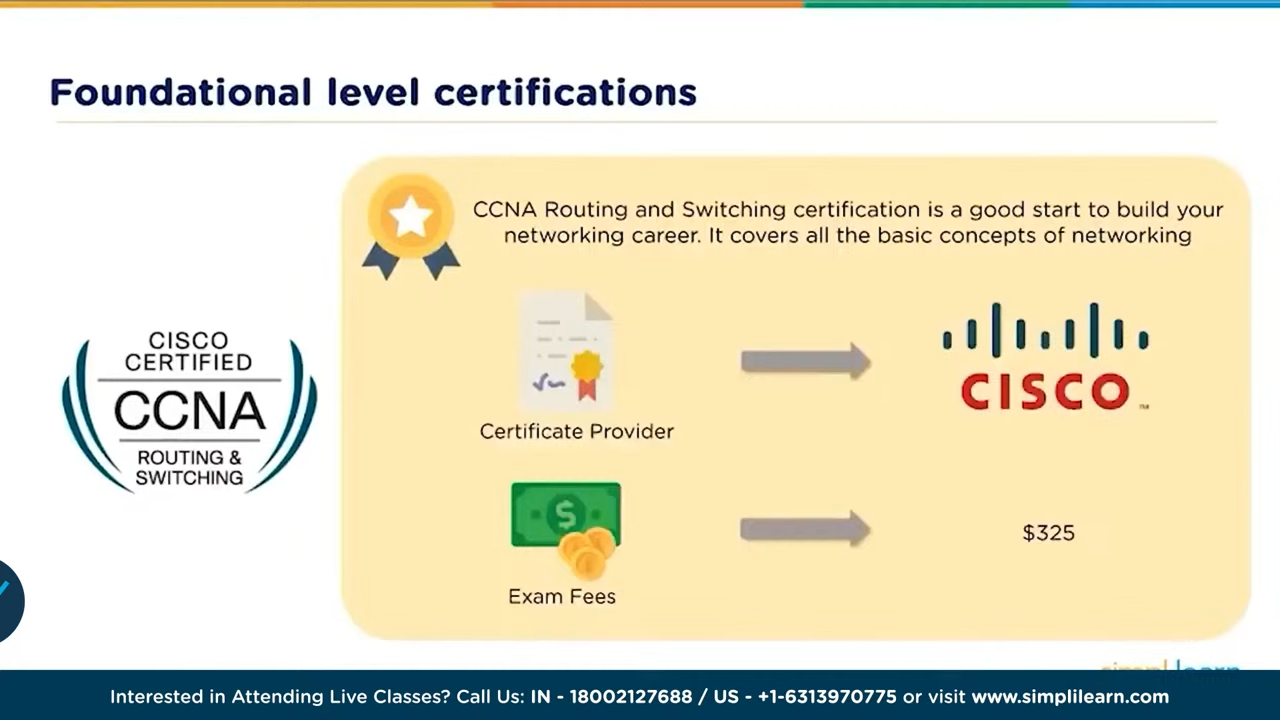 Foundational level certifications
CCNA Routing and Switching certification is a good start to build your
networking career. It covers all the basic concepts of networking
CISCO
CERTIFIED
CCNA
ROUTING &
SWITCHING
Certificate Provider
CISCO
TM
Exam Fees
$325
simplilearn
Interested in Attending Live Classes? Call Us: IN - 18002127688 / US - +1-6313970775 or visit www.simplilearn.com